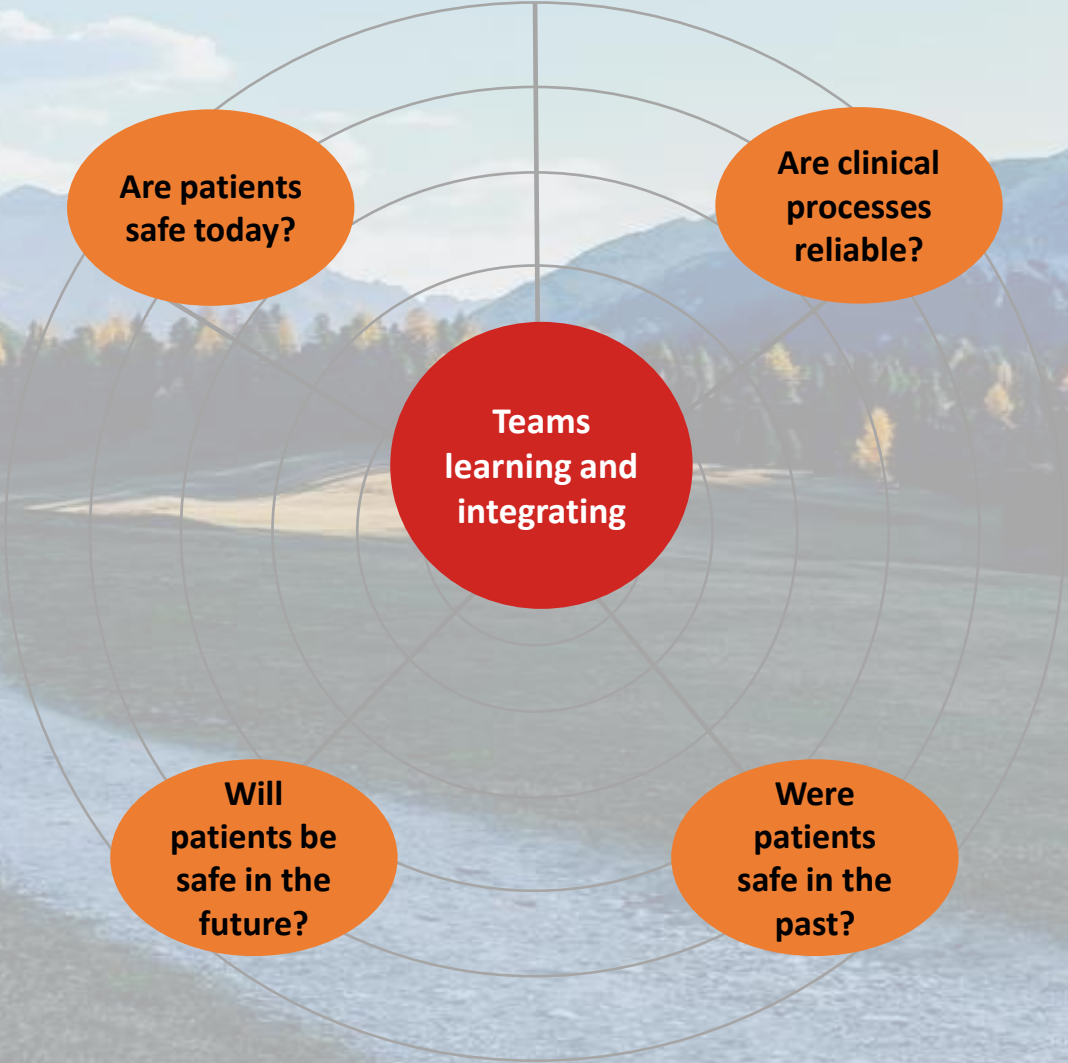 Are patients
safe today?
Are clinical
processes
reliable?
Teams
learning and
integrating
Will
patients be
safe in the
future?
Were
patients
safe in the
past?